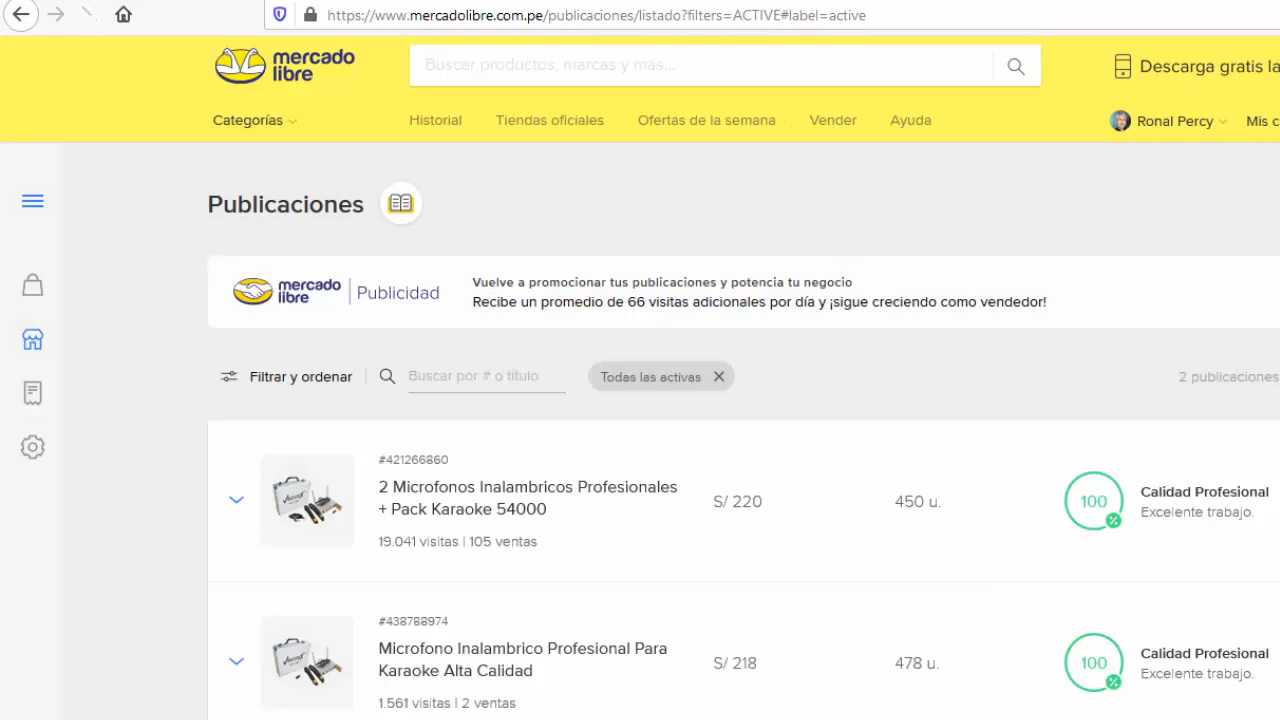 https://www.mercadolibre.com.pe/publicaciones/listado?filters=ACTIVE#label=active
mercado
libre
Buscar productos, marcas y más...
Descarga gratis la
Categorías
Historial
Tiendas oficiales
Ofertas de la semana
Vender
Ayuda
Ronal Percy
Mis c
Publicaciones
mercado
libre
Publicidad
Vuelve a promocionar tus publicaciones y potencia tu negocio
Recibe un promedio de 66 visitas adicionales por día y ¡sigue creciendo como vendedor!
Filtrar y ordenar
Buscar por # o título
Todas las activas
2 publicaciones
#421266860
2 Microfonos Inalambricos Profesionales
+ Pack Karaoke 54000
19.041 visitas | 105 ventas
S/ 220
450 u.
100
%
Calidad Profesional
Excelente trabajo.
#438788974
Microfono Inalambrico Profesional Para
Karaoke Alta Calidad
1.561 visitas | 2 ventas
S/ 218
478 u.
100
%
Calidad Profesional
Excelente trabajo.